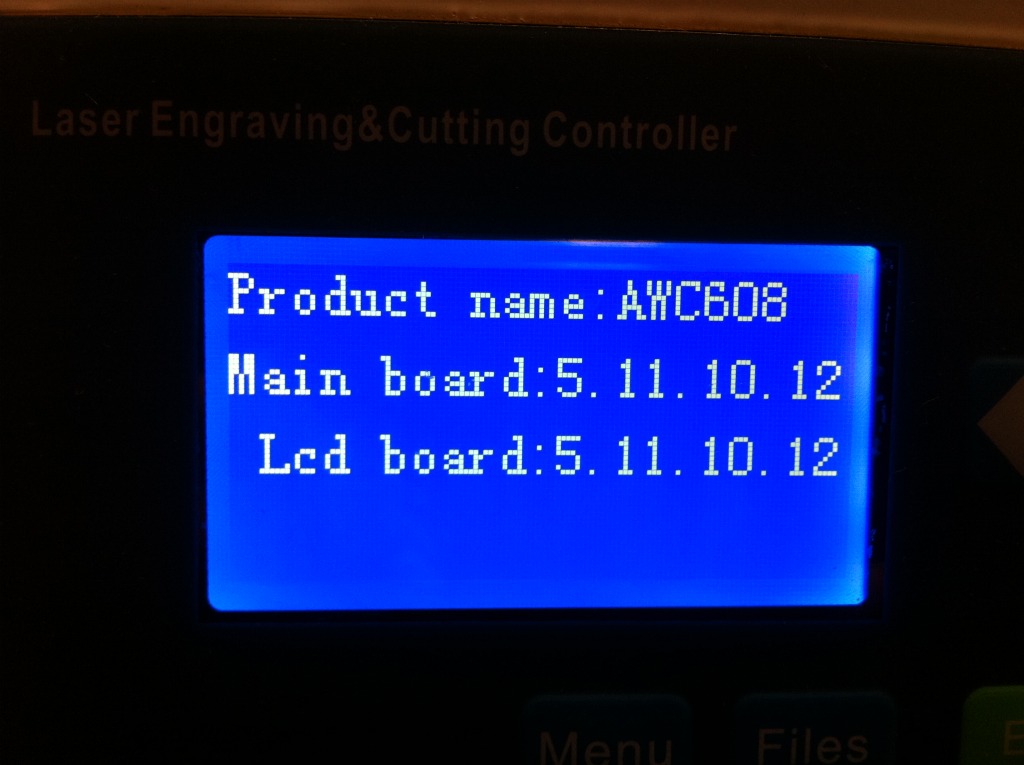 Laser Engraving&Cutting Controller
Product name:AWC608
Main board:5.11.10.12
Lcd board:5.11.10.12
Menu Files